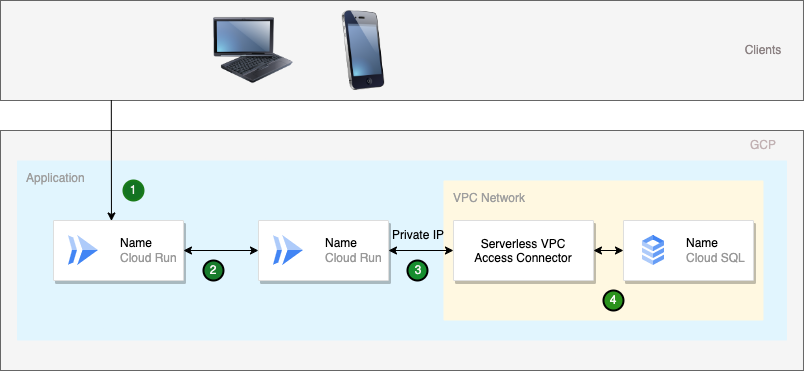 Clients
GCP
Application
1
VPC Network
Name
Cloud Run
2
Name
Cloud Run
Private IP
3
Serverless VPC
Access Connector
4
Name
Cloud SQL